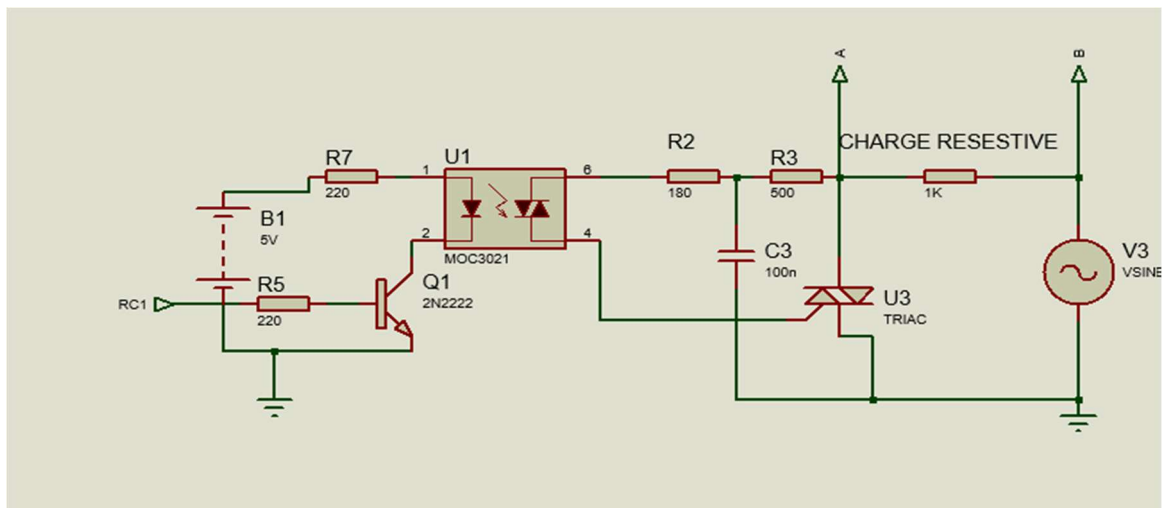 A
B
CHARGE RESESTIVE
R7
220
U1
1
6
R2
180
R3
500
1K
B1
5V
2
4
MOC3021
C3
100n
V3
VSINE
RC1
R5
220
Q1
2N2222
U3
TRIAC